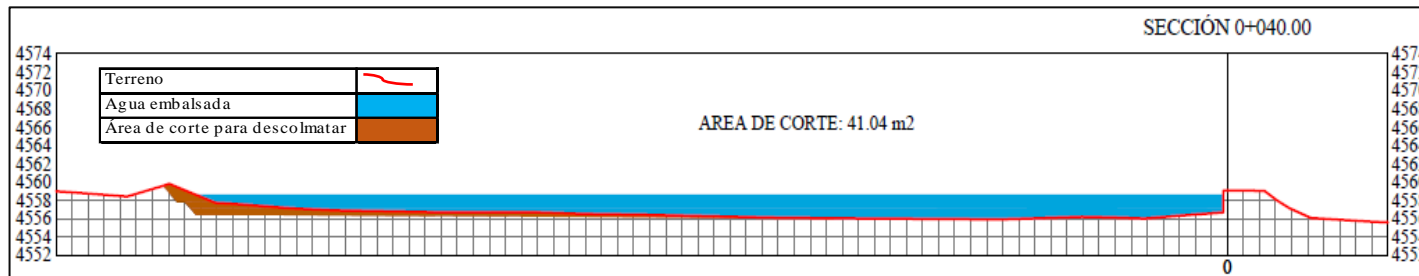 SECCIÓN 0+040.00
4574
4572
4570
4568
4566
4564
4562
4560
4558
4556
4554
4552
Terreno
Agua embalsada
Área de corte para descolmatar
AREA DE CORTE: 41.04 m2
0